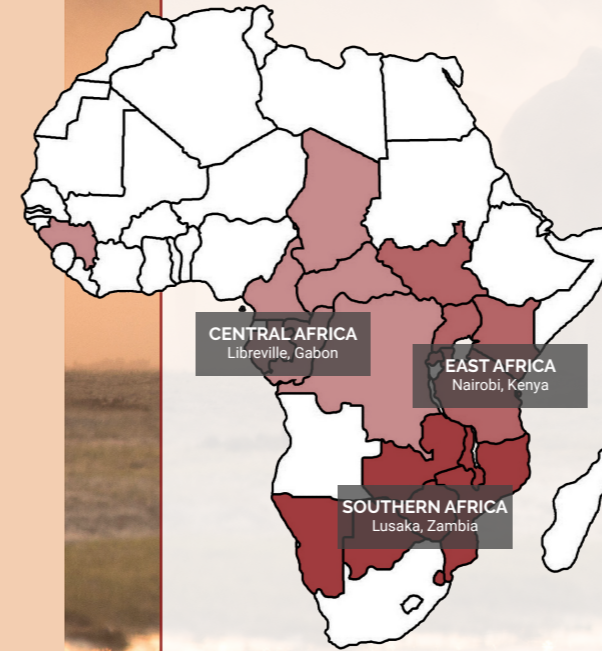 CENTRAL AFRICA
Libreville, Gabon
EAST AFRICA
Nairobi, Kenya
SOUTHERN AFRICA
Lusaka, Zambia